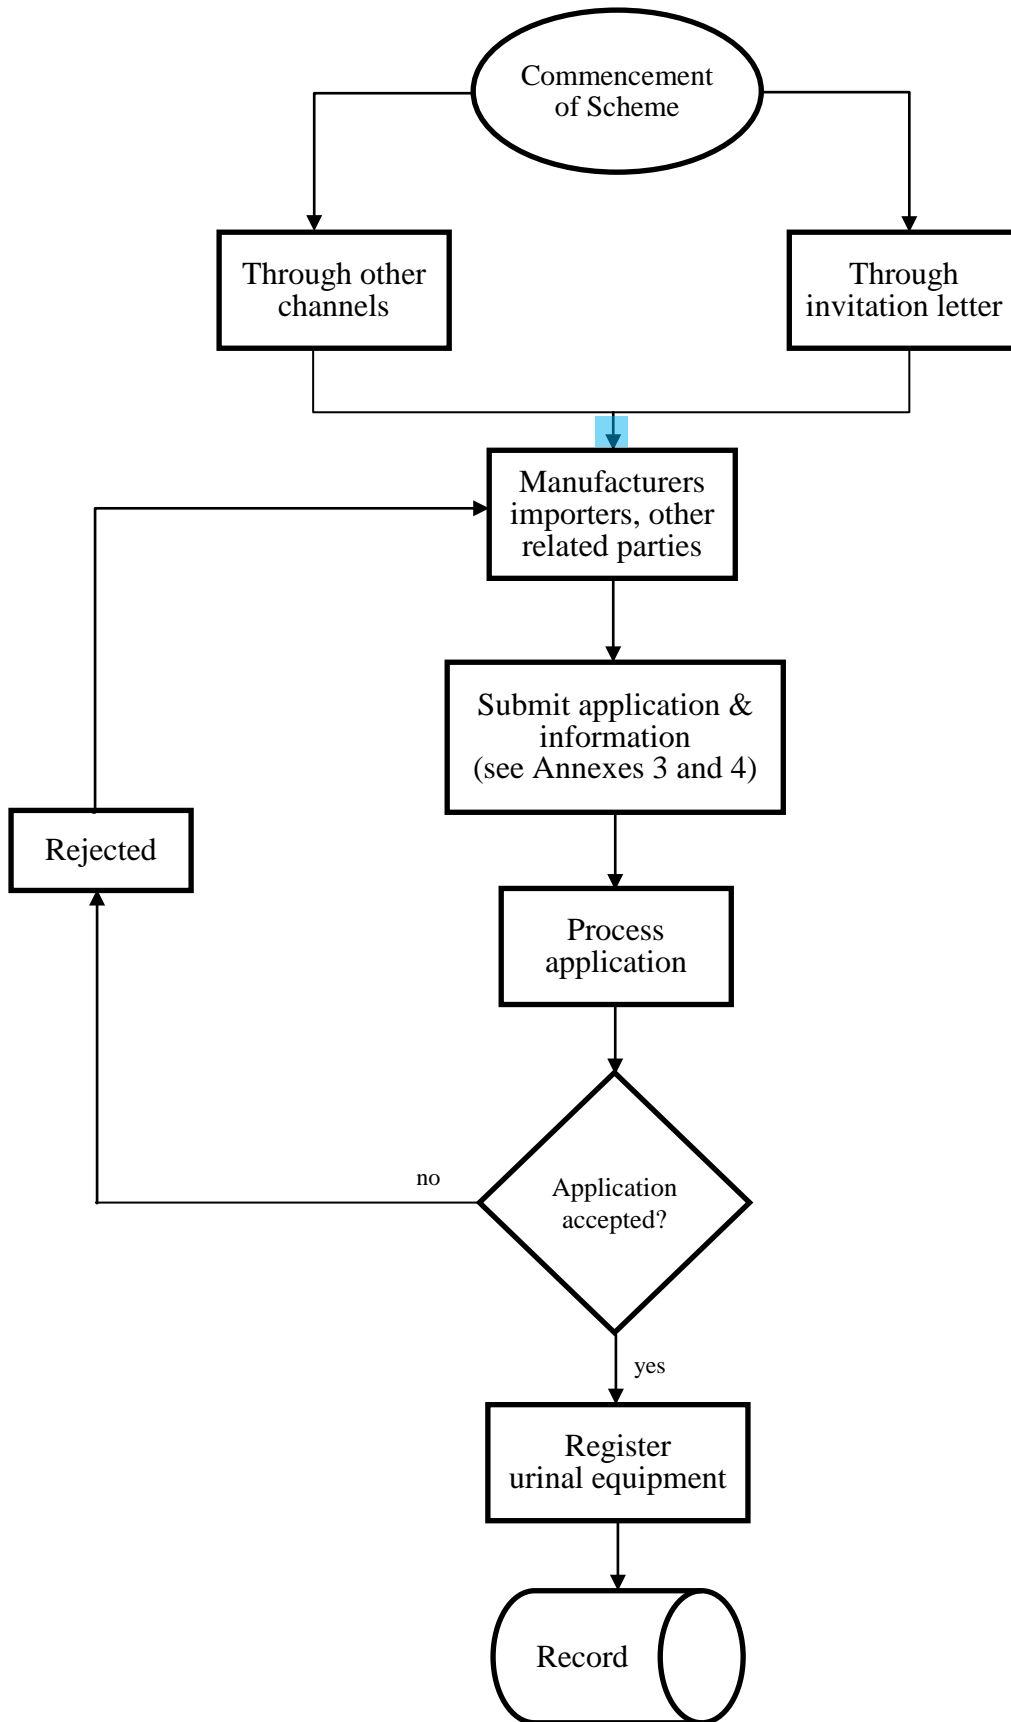 Commencement
of Scheme
Through other
channels
Through
invitation letter
Manufacturers
importers, other
related parties
Submit application &
information
(see Annexes 3 and 4)
Rejected
Process
application
no
Application
accepted?
yes
Register
urinal equipment
Record